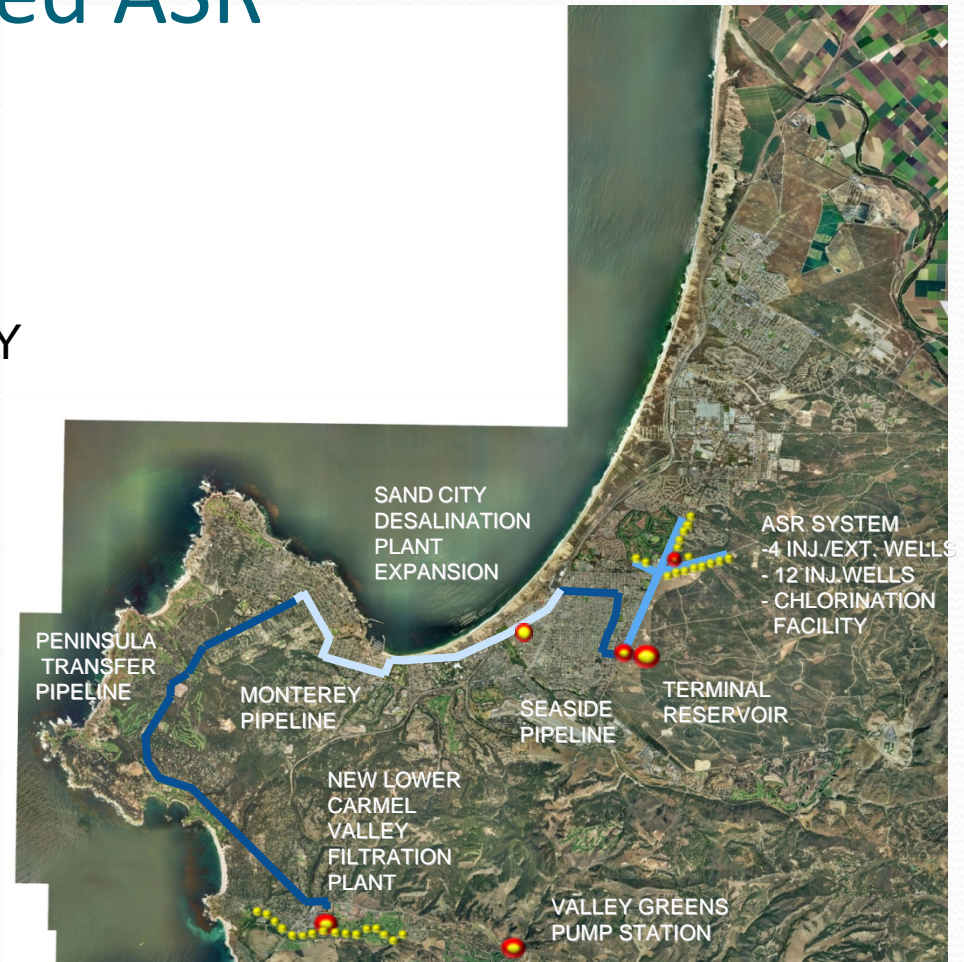 ed ASR
Y
SAND CITY
DESALINATION
PLANT
EXPANSION
ASR SYSTEM
-4 INJ./EXT. WELLS
- 12 INJ.WELLS
- CHLORINATION
FACILITY
PENINSULA
TRANSFER
PIPELINE
MONTEREY
PIPELINE
SEASIDE
PIPELINE
TERMINAL
RESERVOIR
NEW LOWER
CARMEL
VALLEY
FILTRATION
PLANT
VALLEY GREENS
PUMP STATION